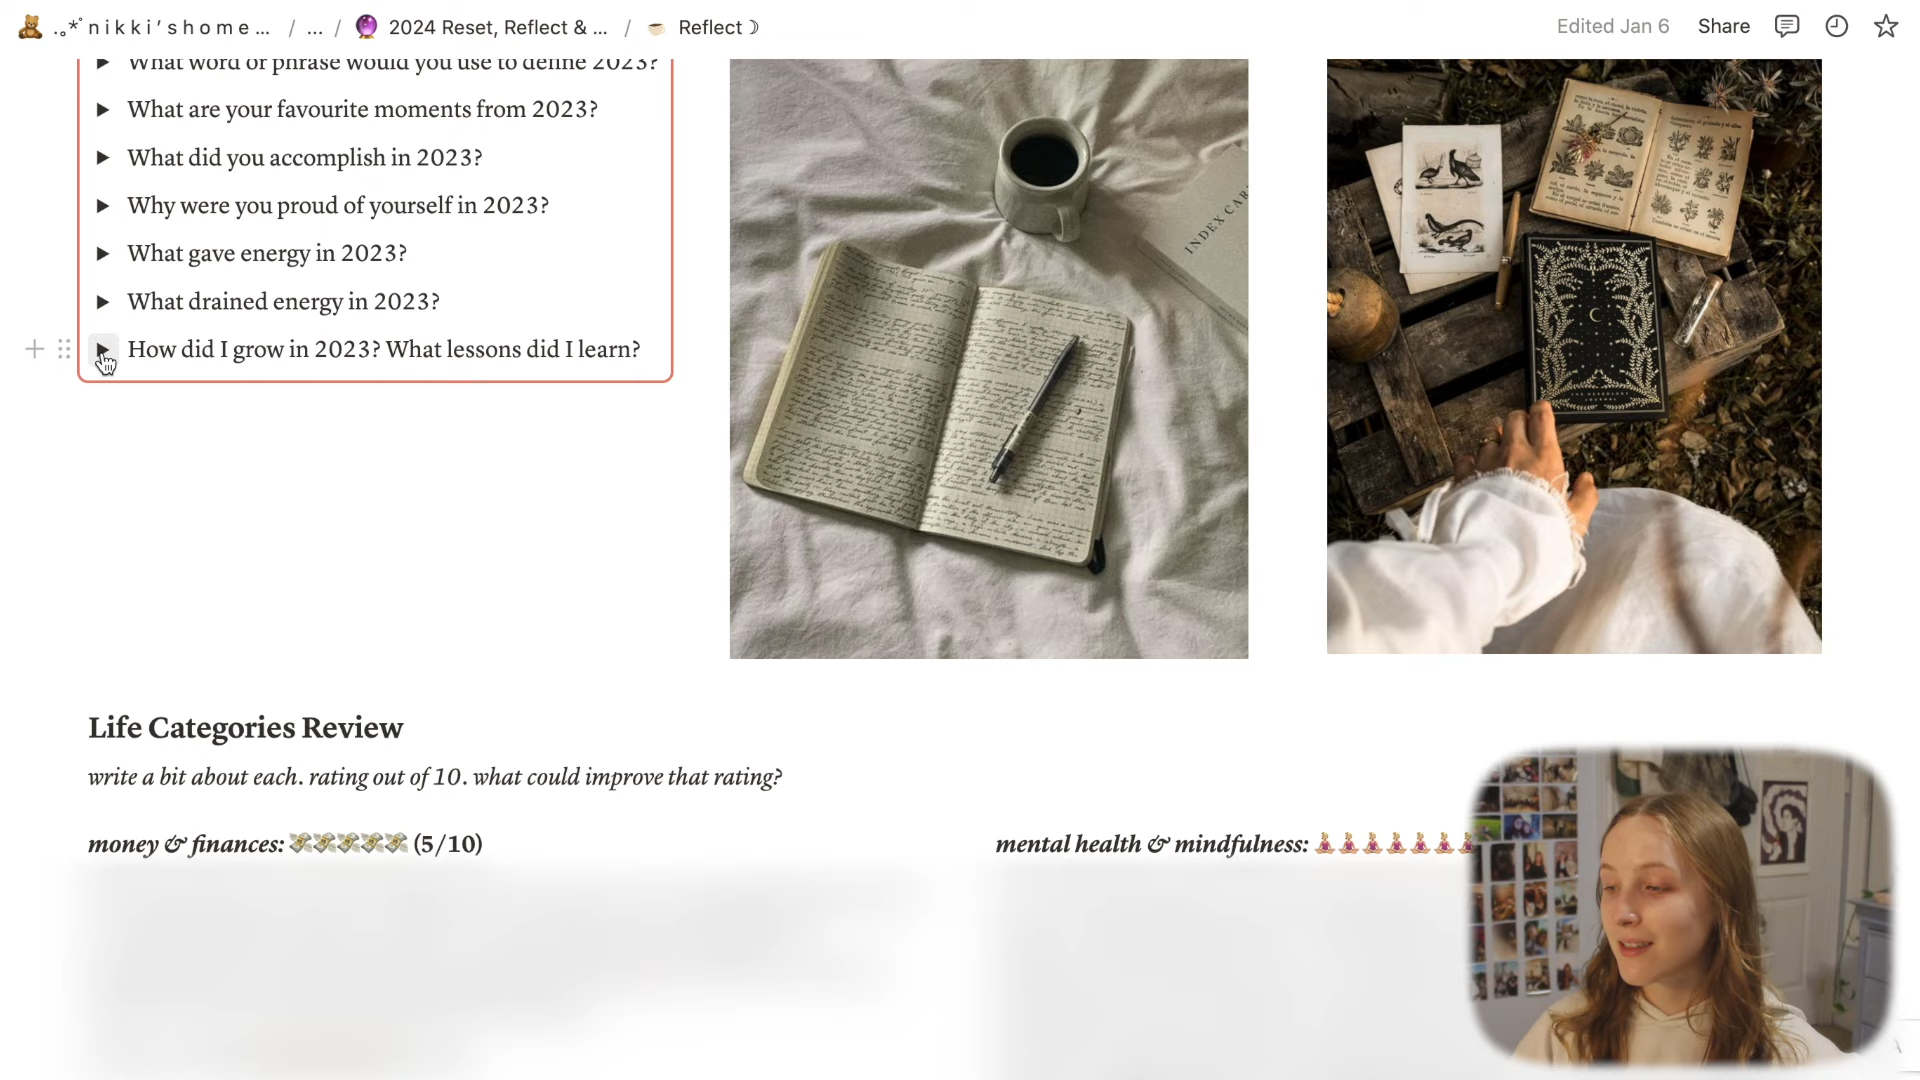 .｡*ﾟn i k k i ' s h o m e ... / ... / 2024 Reset, Reflect & ... / Reflect ☽
Edited Jan 6 Share
What word or phrase would you use to define 2023?
What are your favourite moments from 2023?
What did you accomplish in 2023?
Why were you proud of yourself in 2023?
What gave energy in 2023?
What drained energy in 2023?
How did I grow in 2023? What lessons did I learn?
INDEX CAR
Life Categories Review
write a bit about each. rating out of 10. what could improve that rating?
money & finances: 💸💸💸💸💸 (5/10)
mental health & mindfulness: 🧘🏼‍♀️🧘🏼‍♀️🧘🏼‍♀️🧘🏼‍♀️🧘🏼‍♀️🧘🏼‍♀️🧘🏼‍♀️